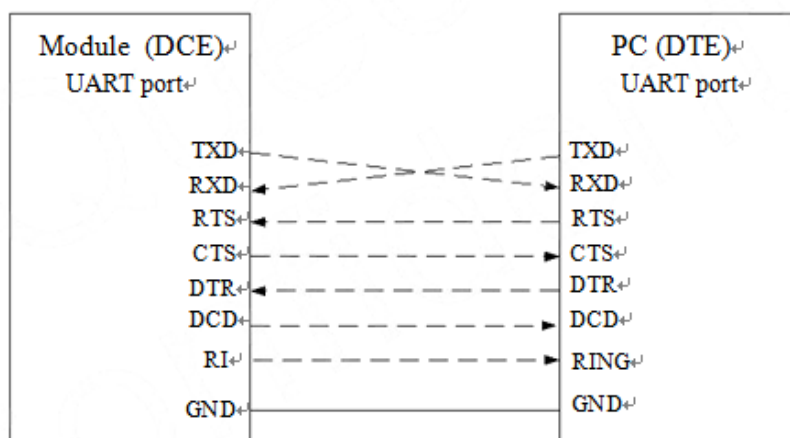 Module (DCE)
UART port
TXD
RXD
RTS
CTS
DTR
DCD
RI
GND
PC (DTE)
UART port
TXD
RXD
RTS
CTS
DTR
DCD
RING
GND